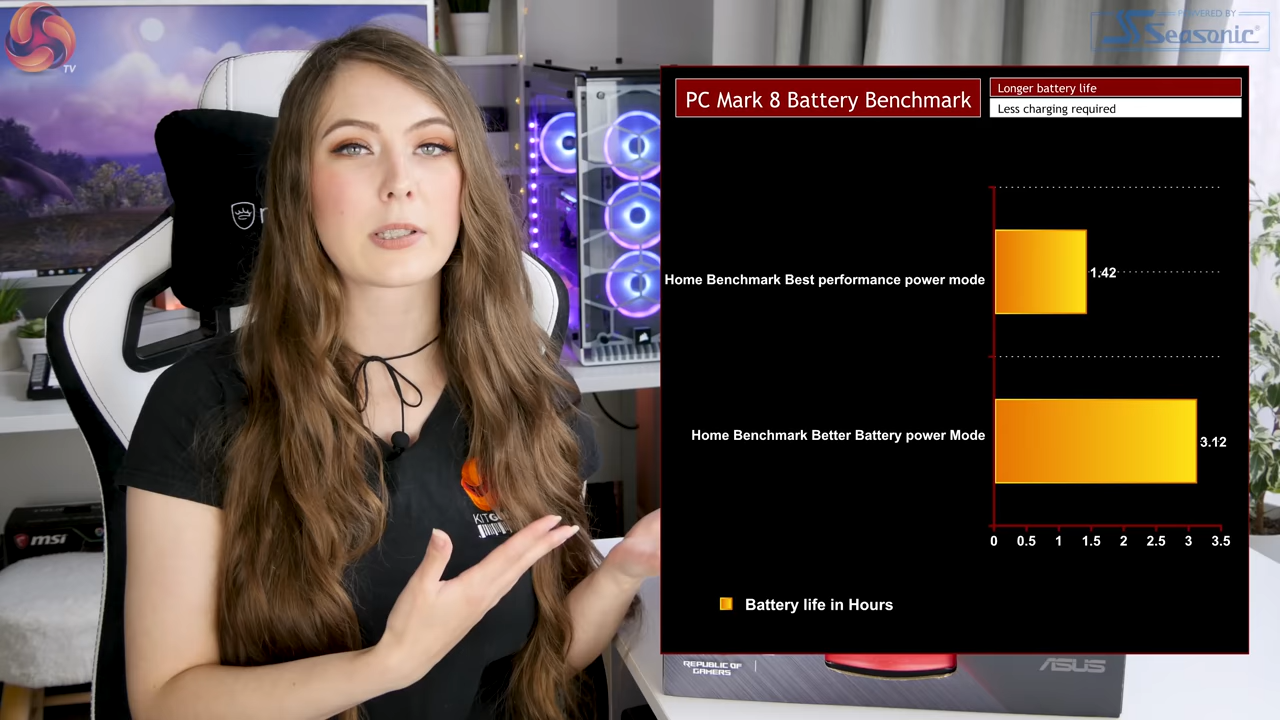 TV
POWERED BY
Seasonic
PC Mark 8 Battery Benchmark
Longer battery life
Less charging required
Home Benchmark Best performance power mode
1.42
Home Benchmark Better Battery power Mode
3.12
0 0.5 1 1.5 2 2.5 3 3.5
Battery life in Hours
msi
REPUBLIC OF
GAMERS
ASUS